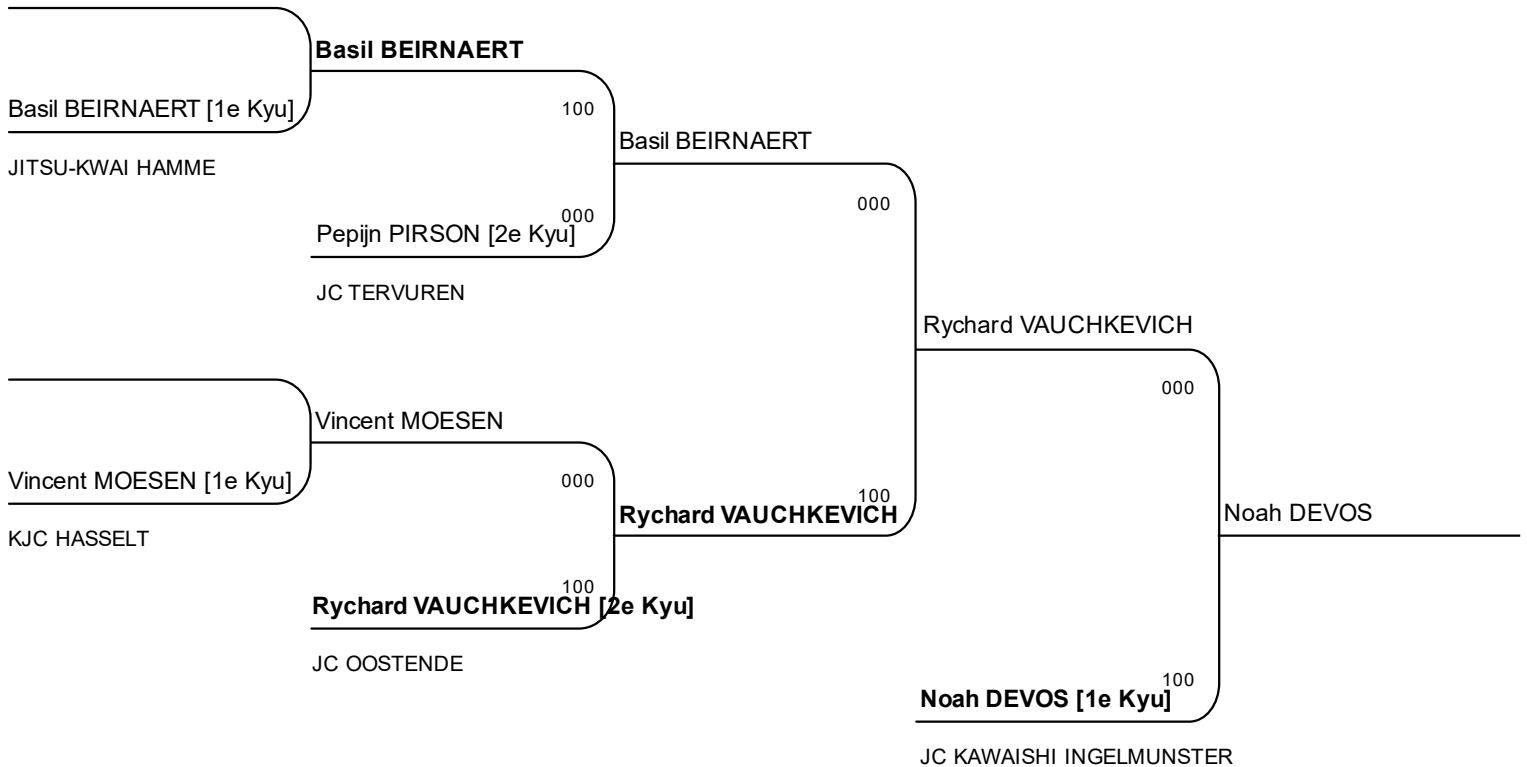 Basil BEIRNAERT
Basil BEIRNAERT [1e Kyu]
100
Basil BEIRNAERT
JITSU-KWAI HAMME
000
000
Pepijn PIRSON [2e Kyu]
JC TERVUREN
Rychard VAUCHKEVICH
000
Vincent MOESEN
Vincent MOESEN [1e Kyu]
000
100
Rychard VAUCHKEVICH
Noah DEVOS
KJC HASSELT
100
Rychard VAUCHKEVICH [2e Kyu]
JC OOSTENDE
100
Noah DEVOS [1e Kyu]
JC KAWAISHI INGELMUNSTER